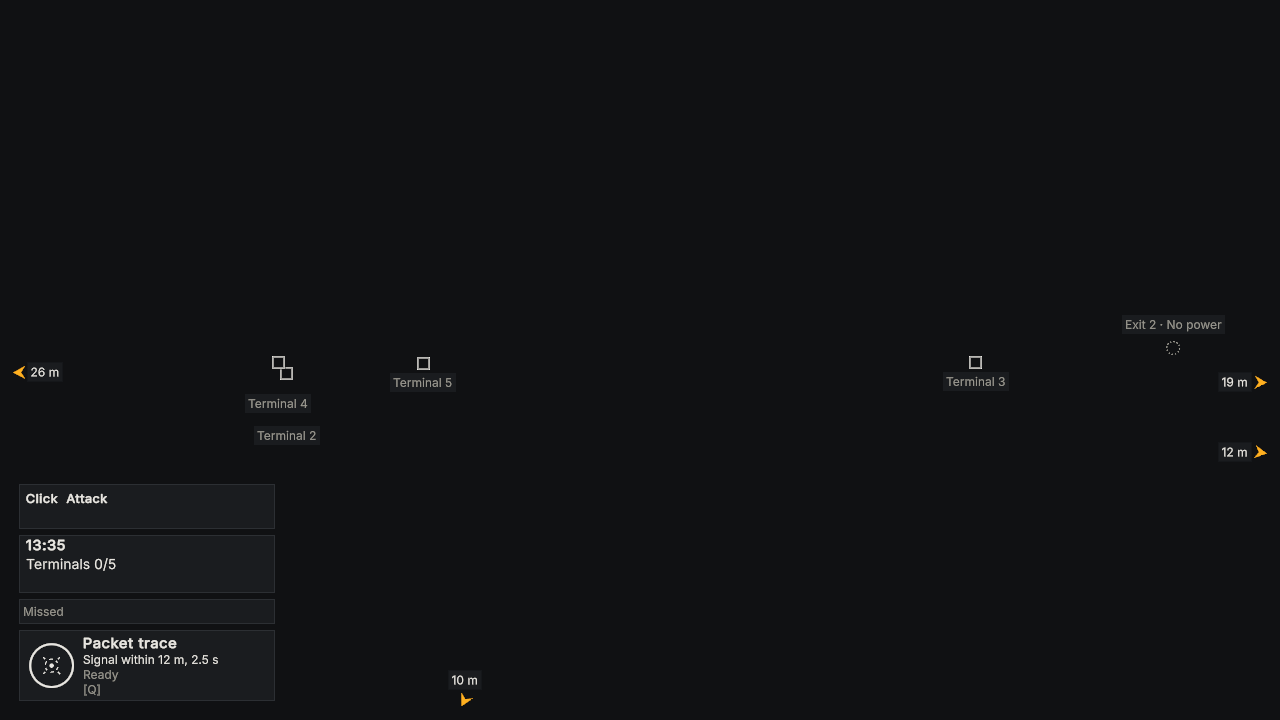 Exit 2 · No power
26 m
Terminal 5
Terminal 3
19 m
Terminal 4
Terminal 2
12 m
Click Attack
13:35
Terminals 0/5
Missed
Packet trace
Signal within 12 m, 2.5 s
Ready
[Q]
10 m